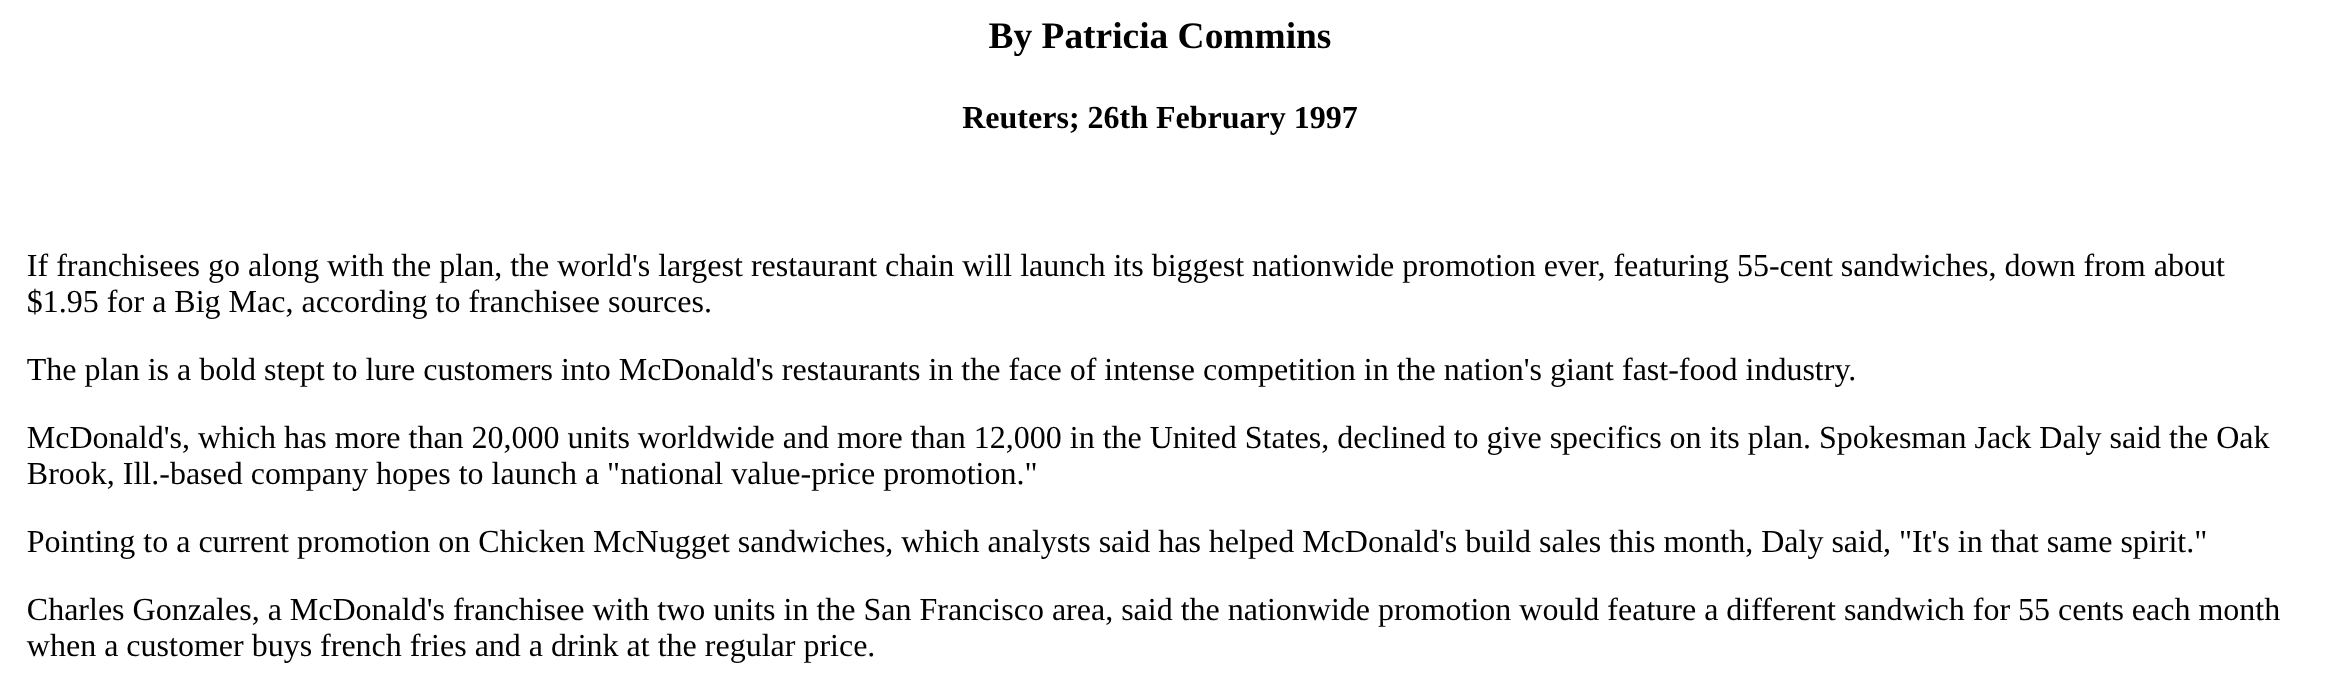 By Patricia Commins
Reuters; 26th February 1997
If franchisees go along with the plan, the world's largest restaurant chain will launch its biggest nationwide promotion ever, featuring 55-cent sandwiches, down from about
$1.95 for a Big Mac, according to franchisee sources.
The plan is a bold stept to lure customers into McDonald's restaurants in the face of intense competition in the nation's giant fast-food industry.
McDonald's, which has more than 20,000 units worldwide and more than 12,000 in the United States, declined to give specifics on its plan. Spokesman Jack Daly said the Oak
Brook, Ill.-based company hopes to launch a "national value-price promotion."
Pointing to a current promotion on Chicken McNugget sandwiches, which analysts said has helped McDonald's build sales this month, Daly said, "It's in that same spirit."
Charles Gonzales, a McDonald's franchisee with two units in the San Francisco area, said the nationwide promotion would feature a different sandwich for 55 cents each month
when a customer buys french fries and a drink at the regular price.